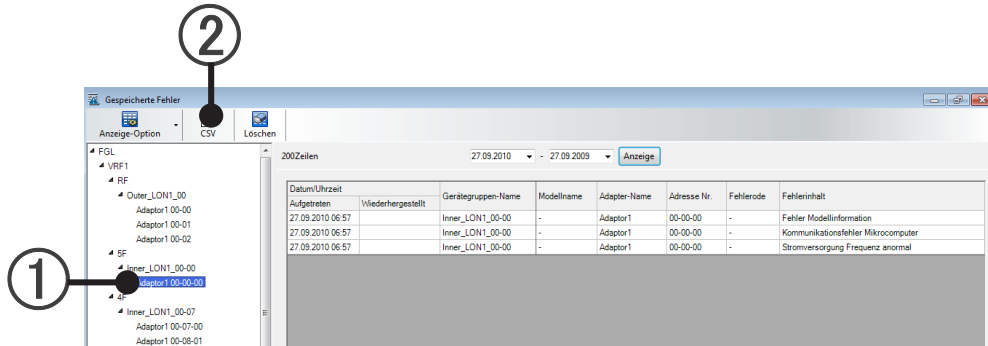 2
Gespeicherte Fehler
Anzeige-Option CSV Löschen
FGL
VRF1
RF
Outer_LON1_00
Adaptor1 00-00
Adaptor1 00-01
Adaptor1 00-02
5F
Inner_LON1_00-00
Adaptor1 00-00-00
4F
Inner_LON1_00-07
Adaptor1 00-07-00
Adaptor1 00-08-01
1
200Zeilen 27.09.2010 - 27.09.2009 Anzeige
Datum/Uhrzeit Gerätegruppen-Name Modellname Adapter-Name Adresse Nr. Fehlerode Fehlerinhalt
Aufgetreten Wiederhergestellt
27.09.2010 06:57 Inner_LON1_00-00 - Adaptor1 00-00-00 - Fehler Modellinformation
27.09.2010 06:57 Inner_LON1_00-00 - Adaptor1 00-00-00 - Kommunikationsfehler Mikrocomputer
27.09.2010 06:57 Inner_LON1_00-00 - Adaptor1 00-00-00 - Stromversorgung Frequenz anormal